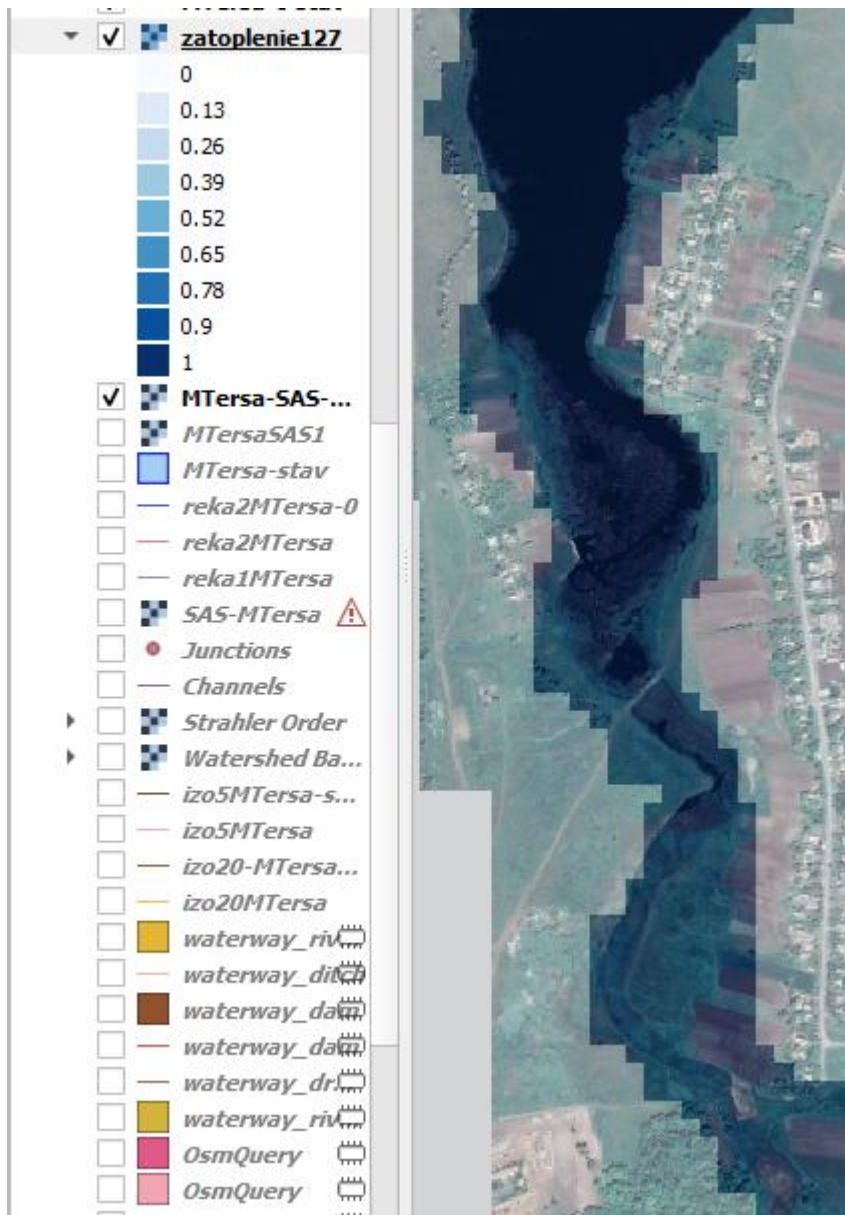 zatoplenie127
0
0.13
0.26
0.39
0.52
0.65
0.78
0.9
1
MTersa-SAS-...
MTersaSAS1
MTersa-stav
reka2MTersa-0
reka2MTersa
reka1MTersa
SAS-MTersa
Junctions
Channels
Strahler Order
Watershed Ba...
izo5MTersa-s...
izo5MTersa
izo20-MTersa...
izo20MTersa
waterway_riv
waterway_ditch
waterway_dam
waterway_dam
waterway_dr...
waterway_riv
OsmQuery
OsmQuery